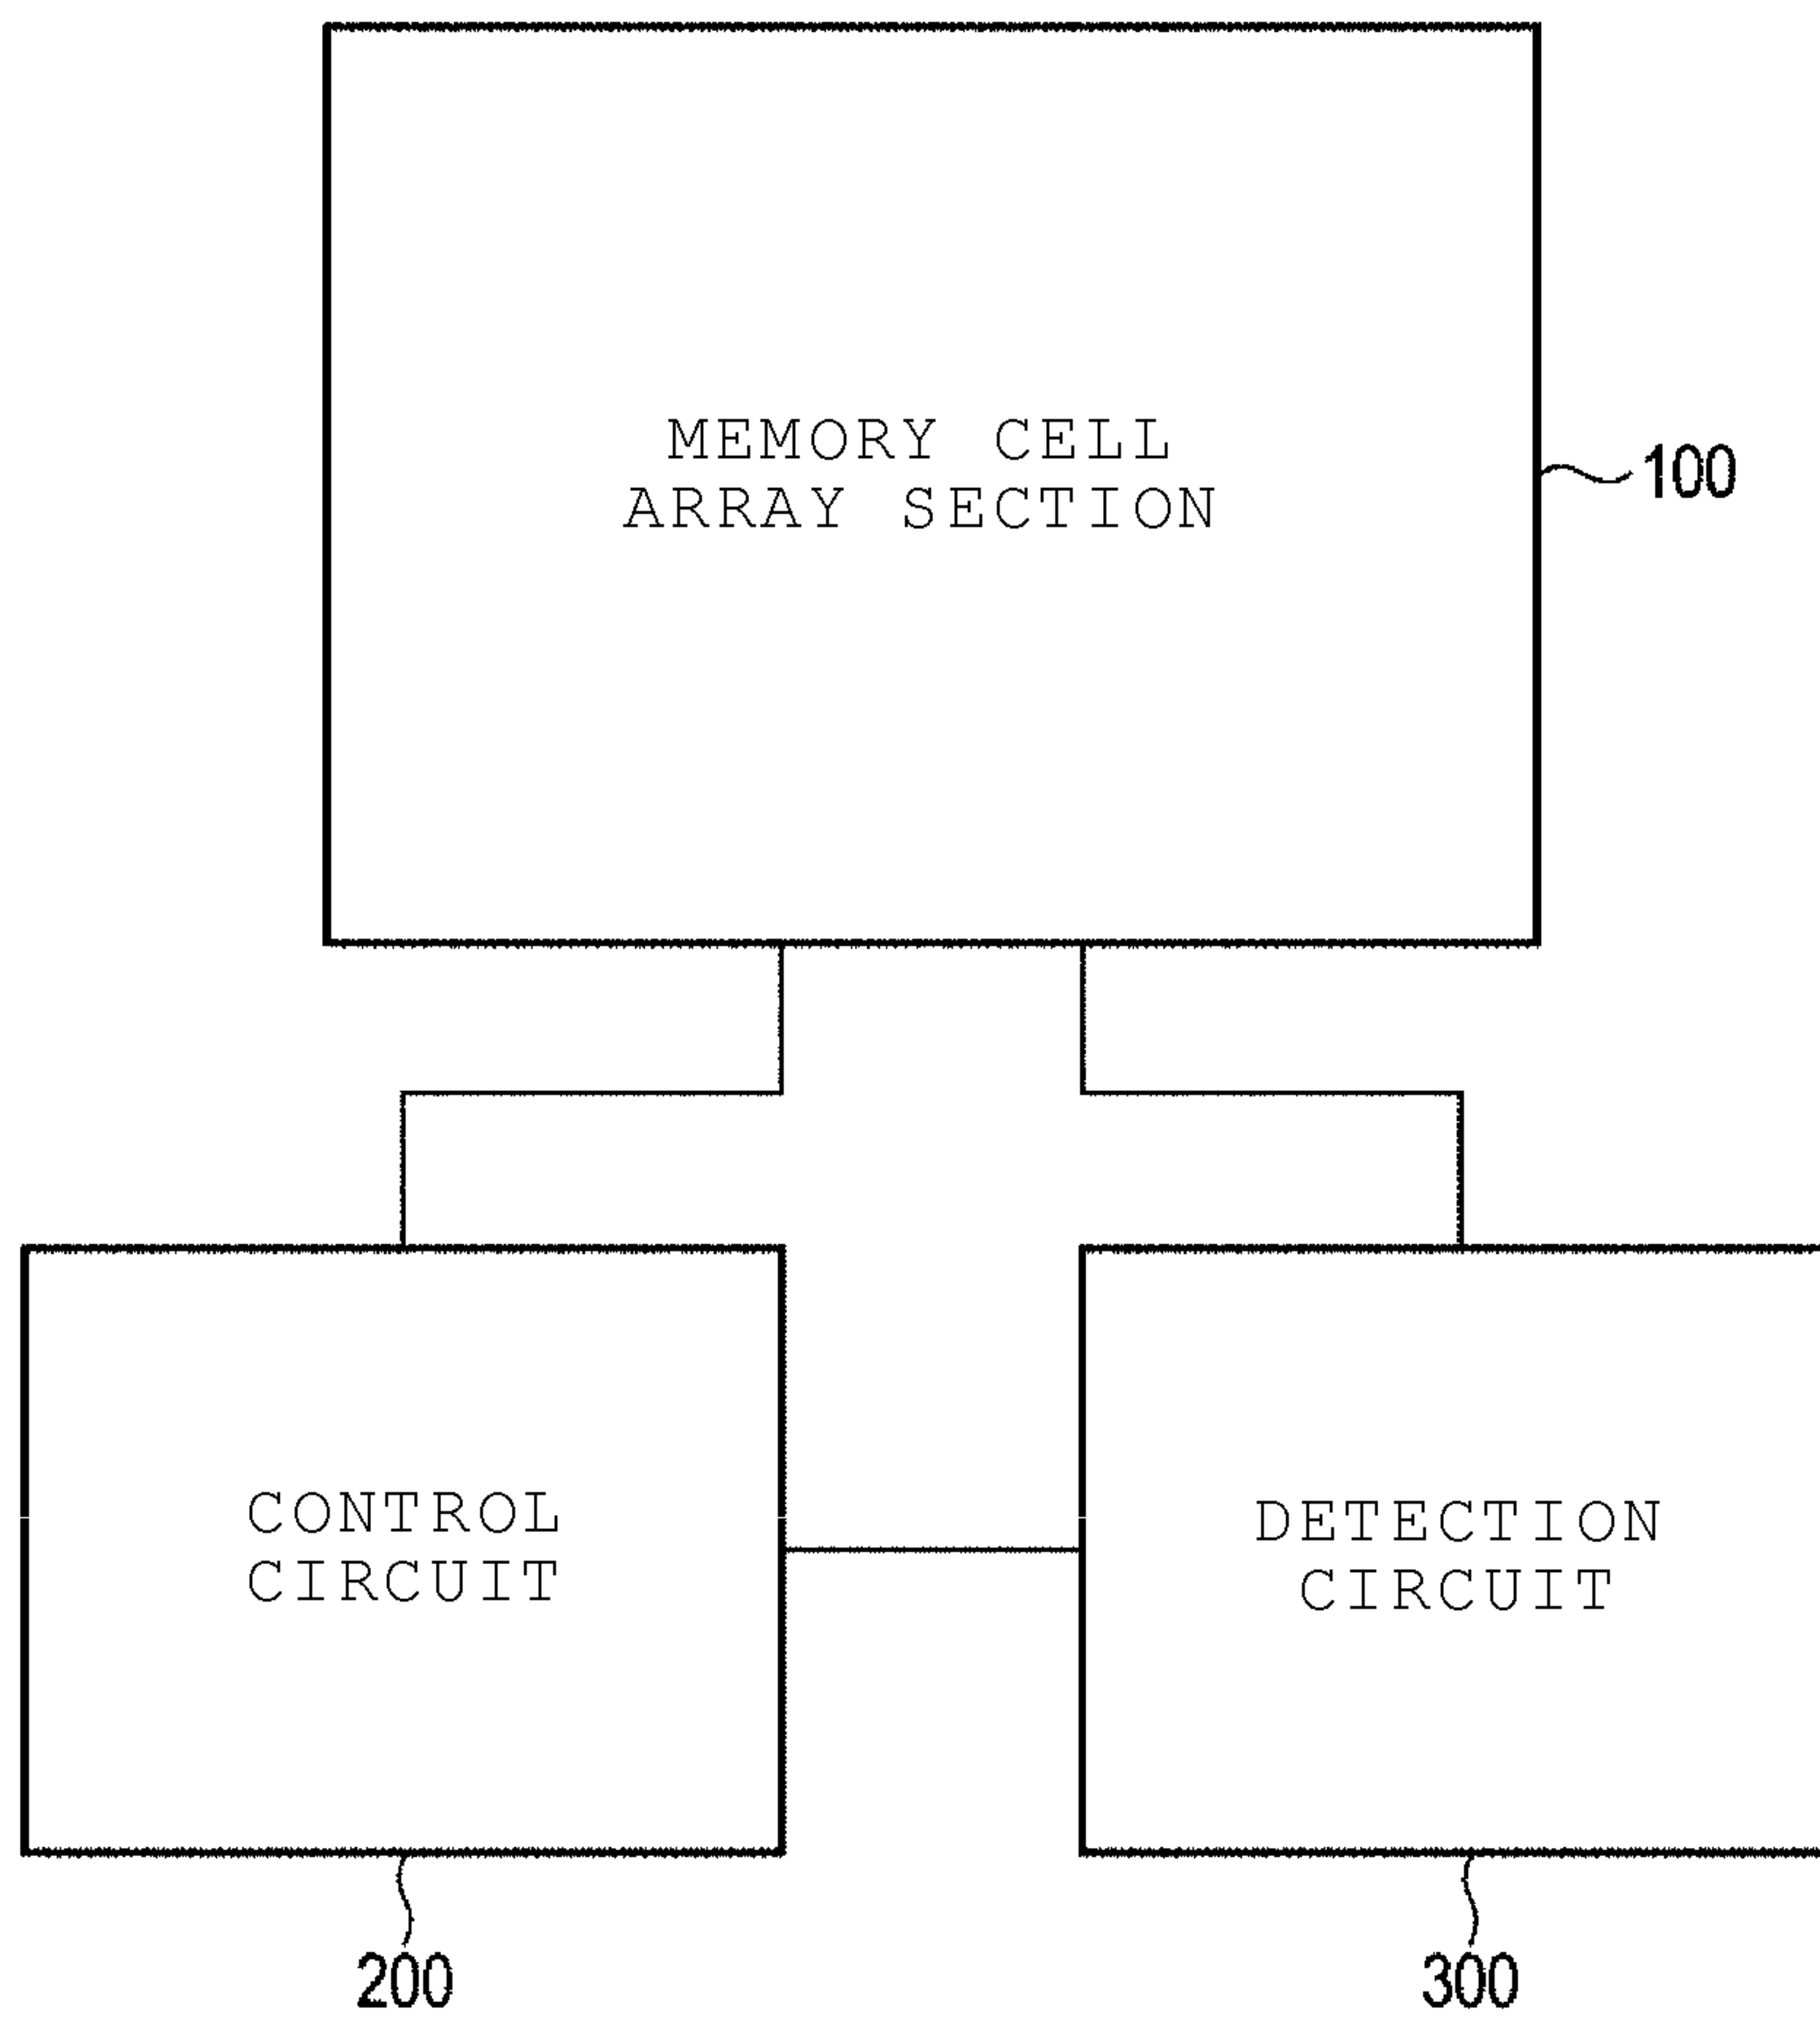 MEMORY CELL
ARRAY SECTION
100
CONTROL
CIRCUIT
DETECTION
CIRCUIT
200
300